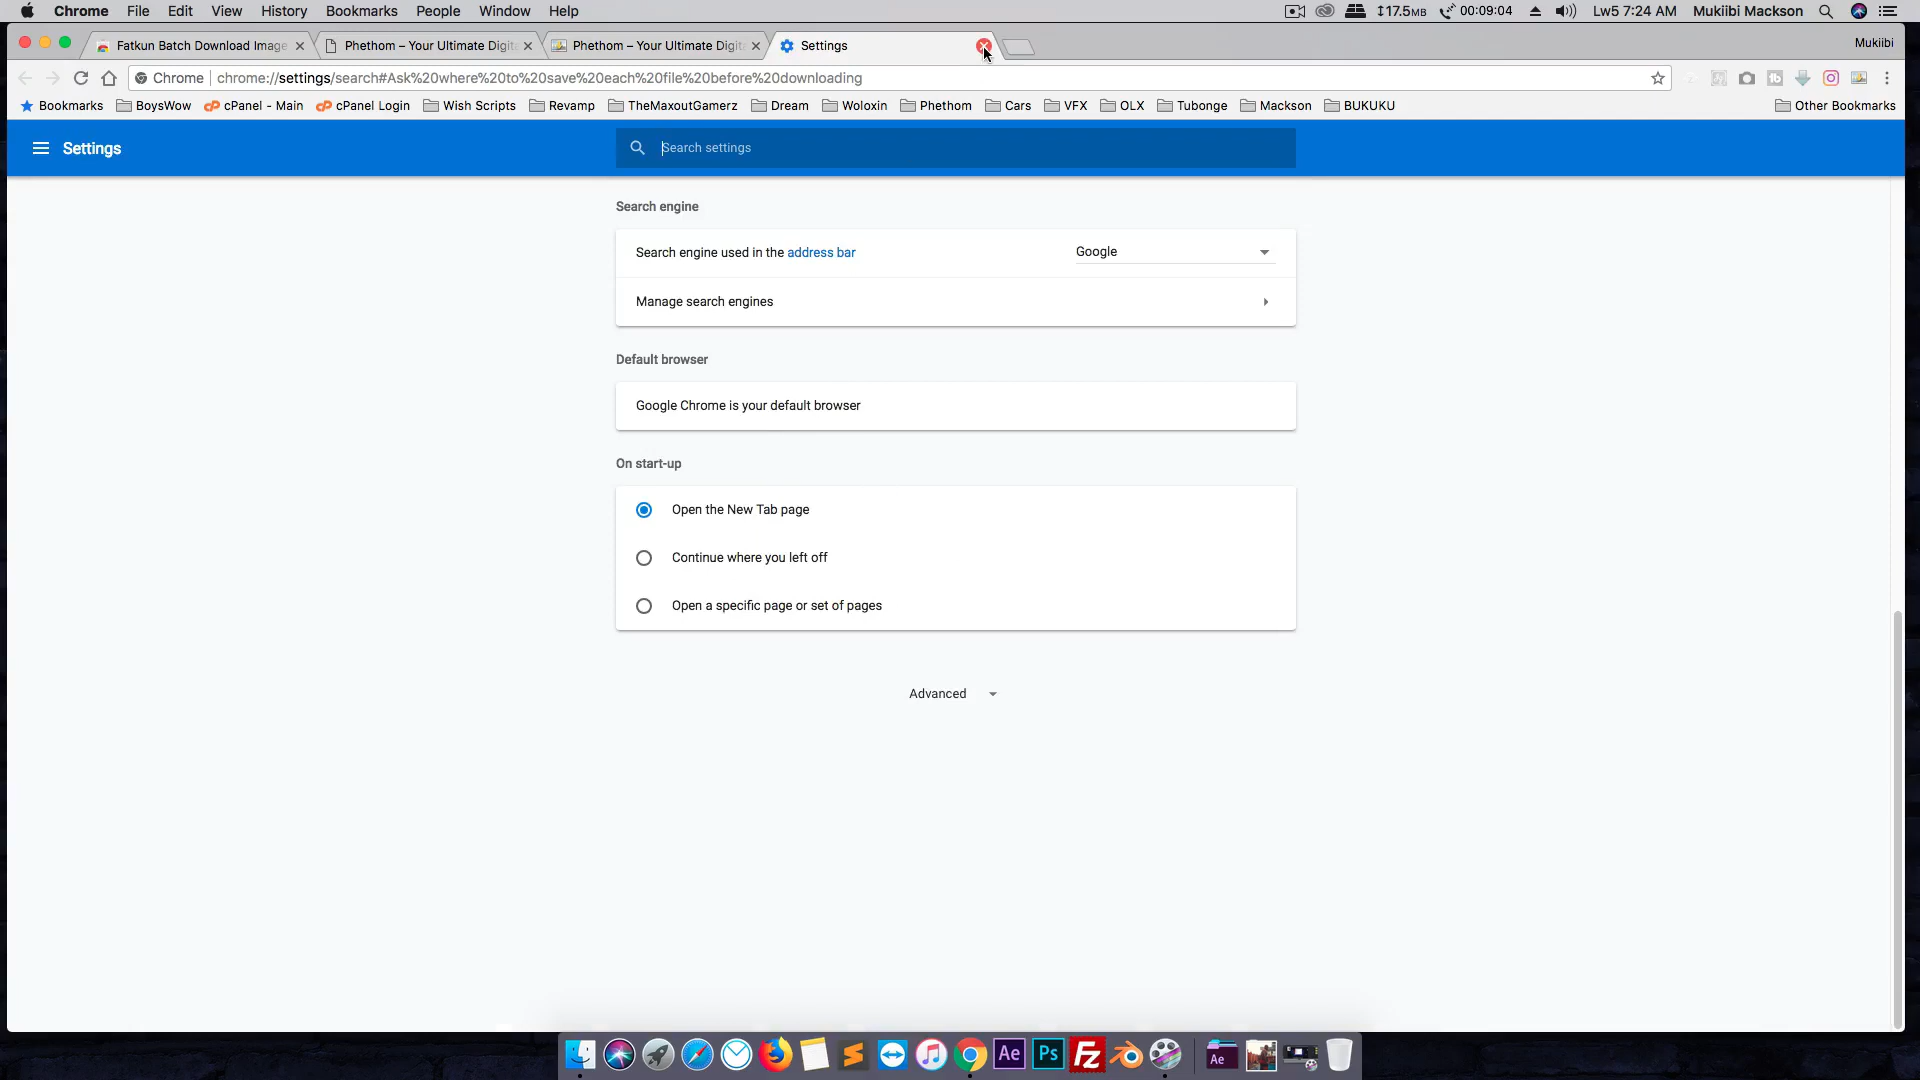 Chrome File Edit View History Bookmarks People Window Help 17.5MB 00:09:04 Lw5 7:24 AM Mukiibi Mackson
Fatkun Batch Download Image Phethom – Your Ultimate Digit Phethom – Your Ultimate Digit Settings Mukiibi
Chrome chrome://settings/search#Ask%20where%20to%20save%20each%20file%20before%20downloading
Bookmarks BoysWow cPanel - Main cPanel Login Wish Scripts Revamp TheMaxoutGamerz Dream Woloxin Phethom Cars VFX OLX Tubonge Mackson BUKUKU Other Bookmarks
Settings Search settings
Search engine
Search engine used in the address bar Google
Manage search engines
Default browser
Google Chrome is your default browser
On start-up
Open the New Tab page
Continue where you left off
Open a specific page or set of pages
Advanced
Ae Ps Fz Ae